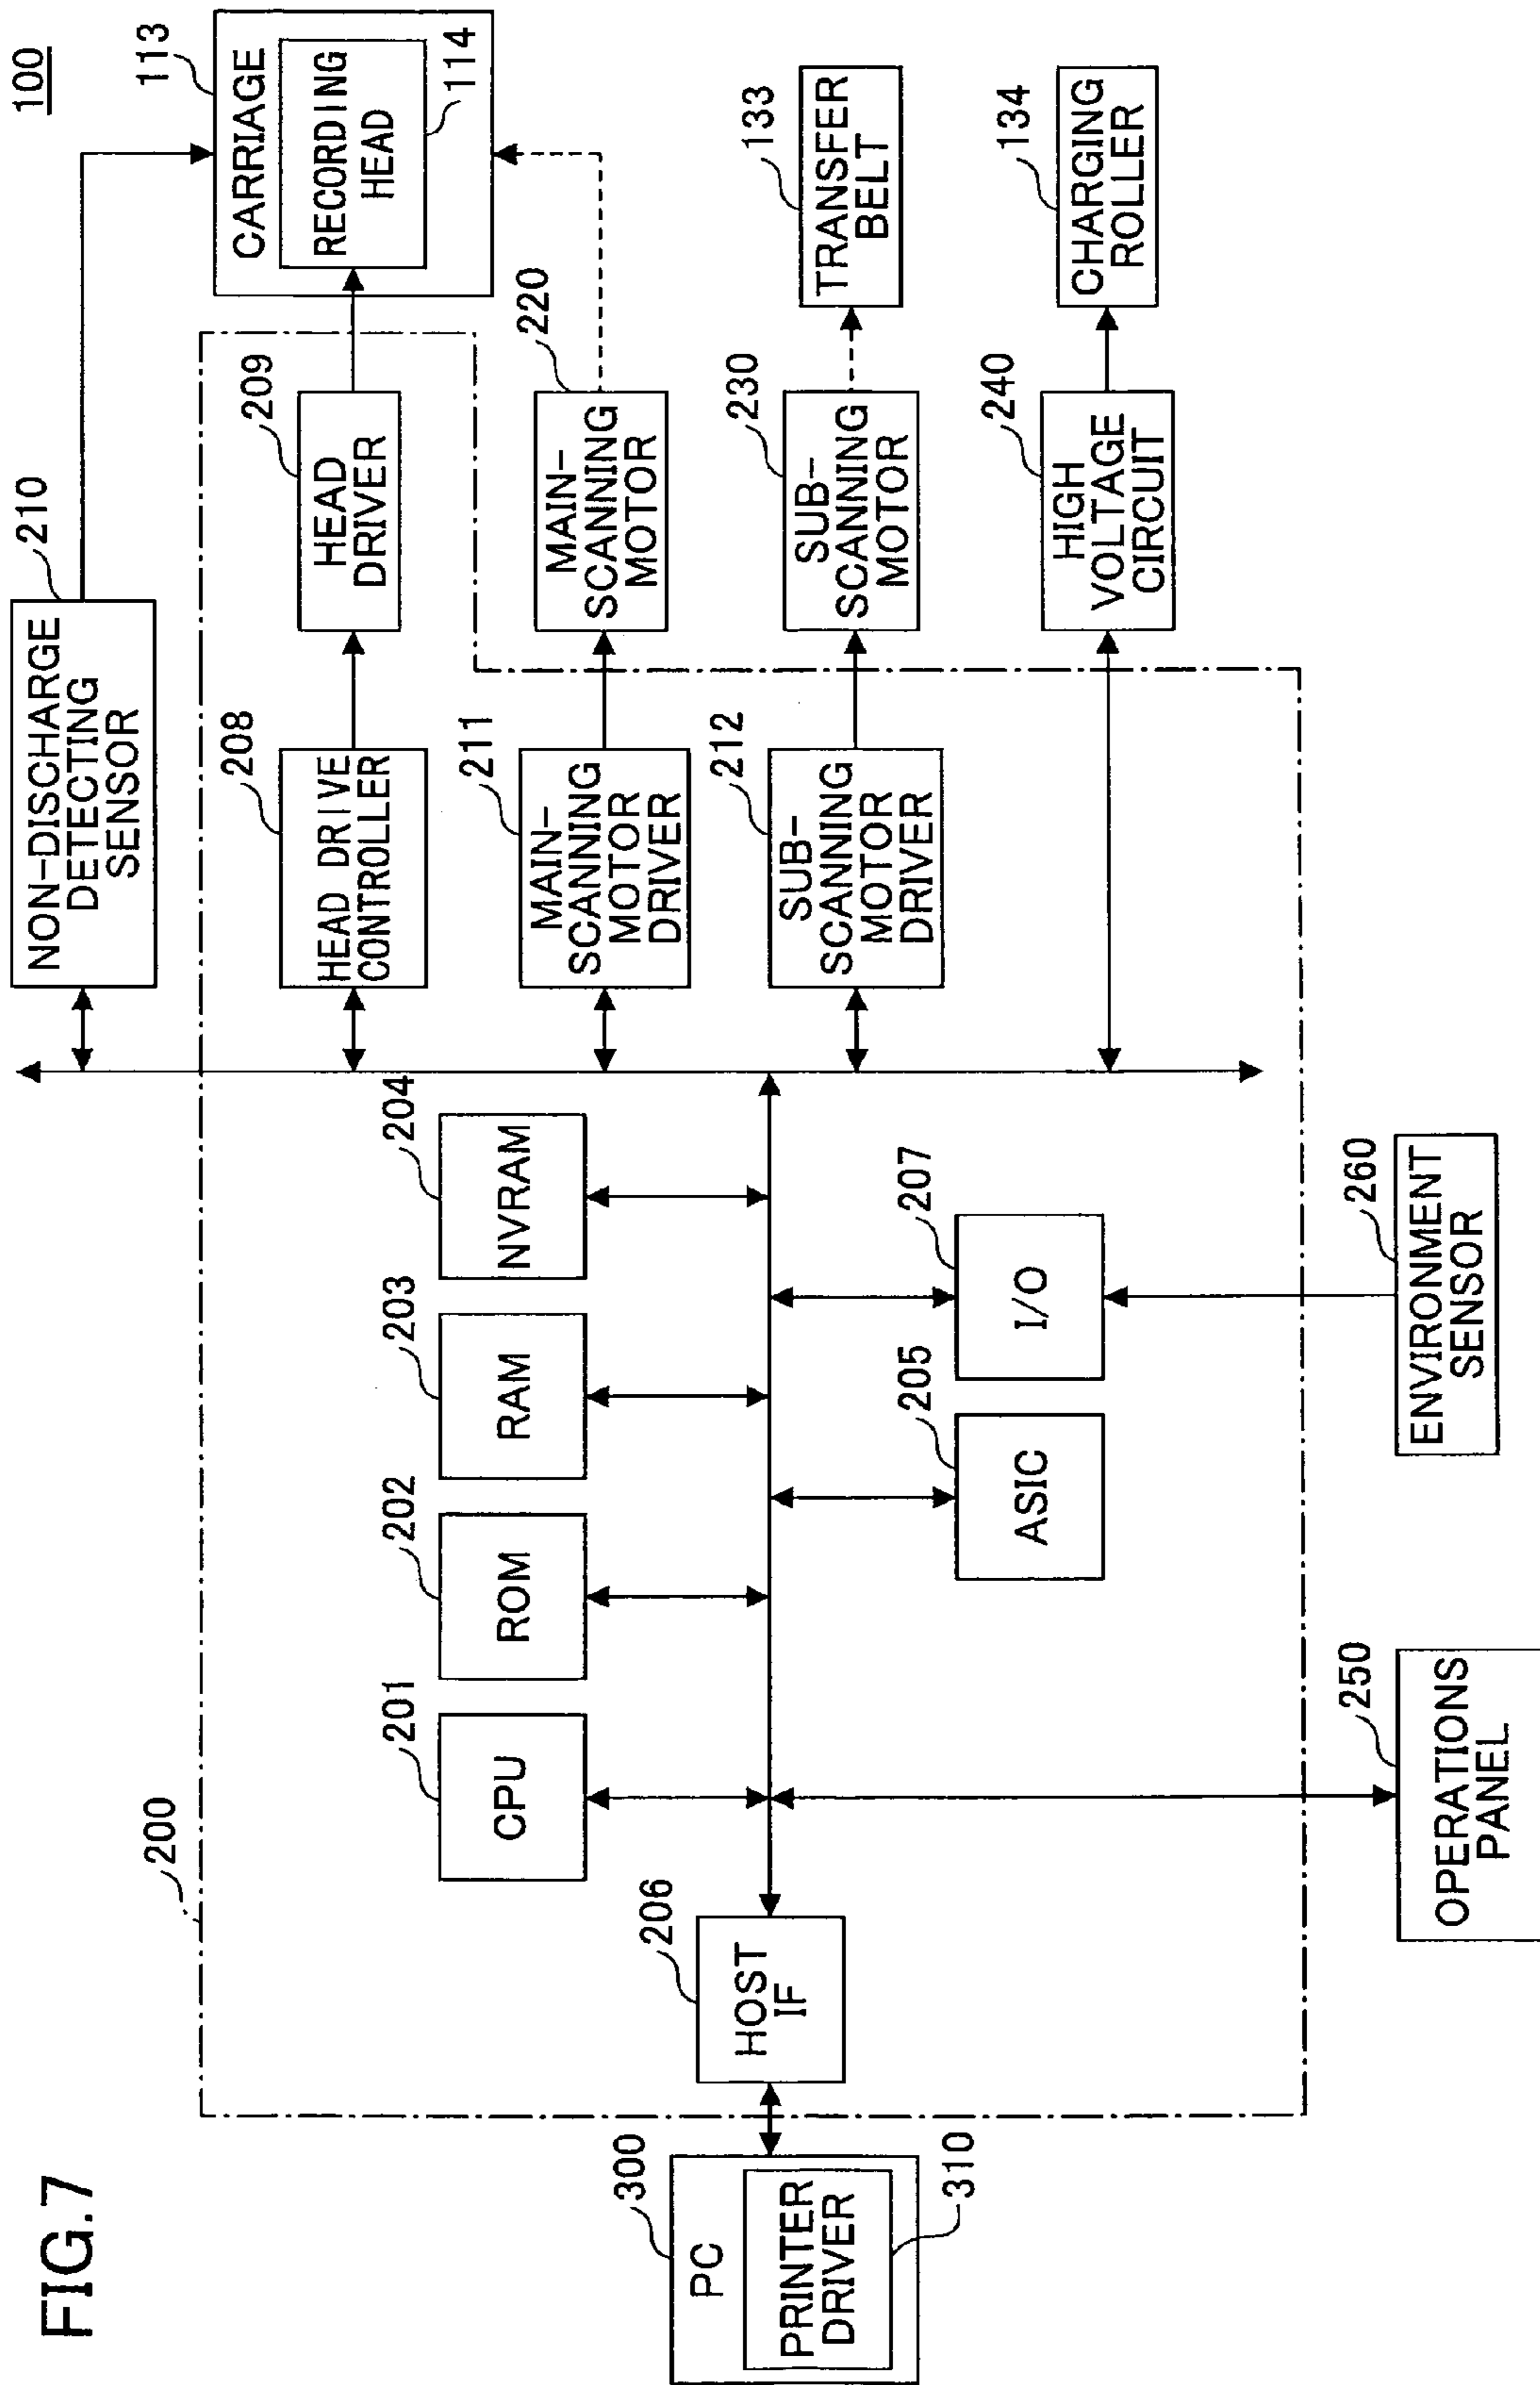 FIG.7
100
NON-DISCHARGE
DETECTING
SENSOR
210
CARRIAGE
113
RECORDING
HEAD
114
200
HEAD DRIVE
CONTROLLER
208
HEAD
DRIVER
209
CPU
201
ROM
202
RAM
203
NVRAM
204
MAIN-
SCANNING
MOTOR
DRIVER
211
MAIN-
SCANNING
MOTOR
220
PC
300
PRINTER
DRIVER
310
HOST
IF
206
SUB-
SCANNING
MOTOR
DRIVER
212
SUB-
SCANNING
MOTOR
230
TRANSFER
BELT
133
ASIC
205
I/O
207
HIGH
VOLTAGE
CIRCUIT
240
CHARGING
ROLLER
134
OPERATIONS
PANEL
250
ENVIRONMENT
SENSOR
260